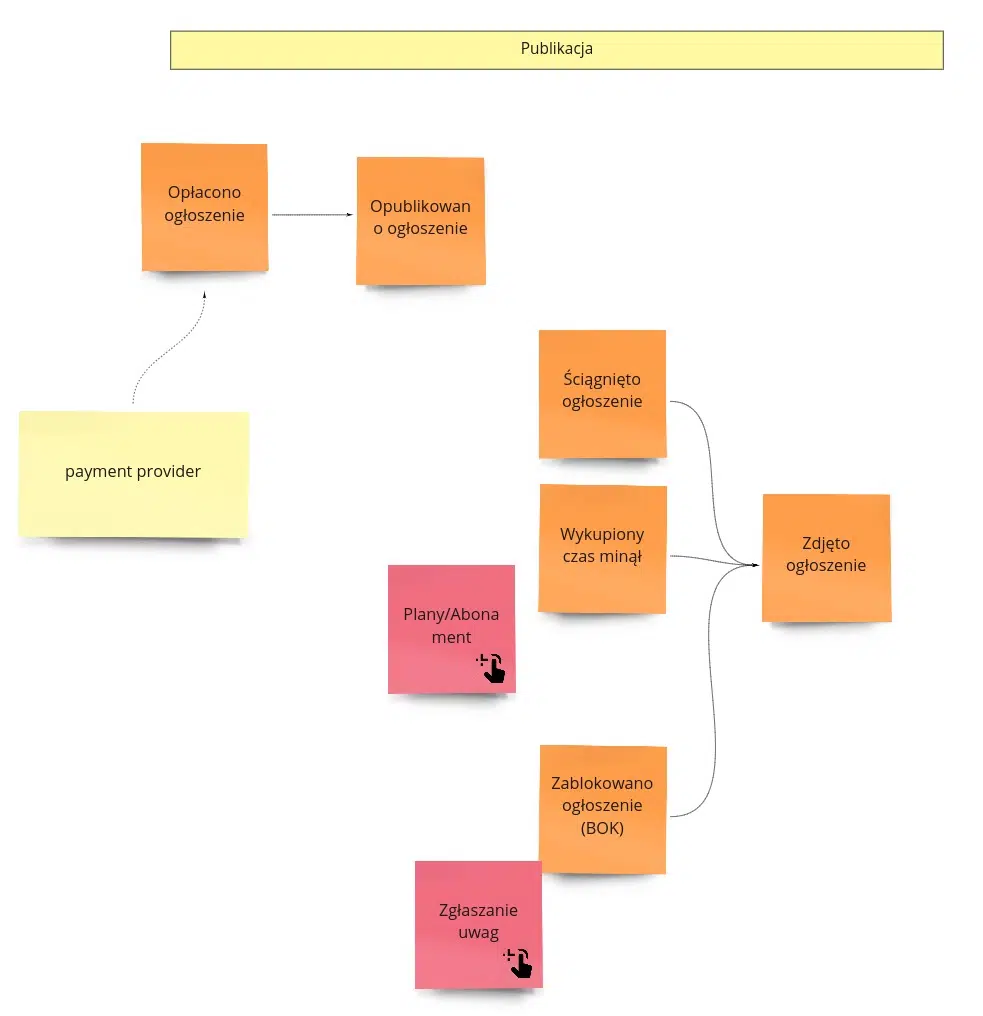 Publikacja
Opłacono
ogłoszenie
Opublikowan
o ogłoszenie
payment provider
Ściągnięto
ogłoszenie
Wykupiony
czas minął
Zdjęto
ogłoszenie
Plany/Abona
ment
Zablokowano
ogłoszenie
(BOK)
Zgłaszanie
uwag